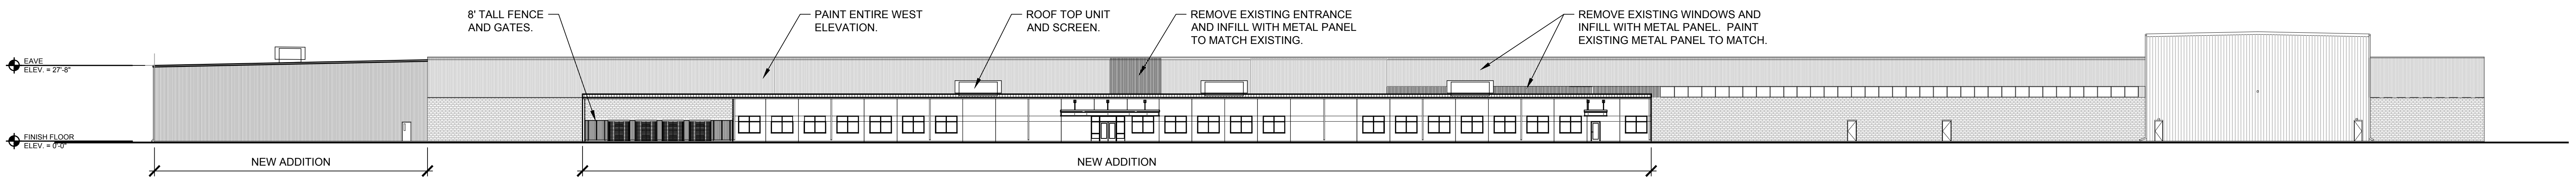 8' TALL FENCE
AND GATES.
PAINT ENTIRE WEST
ELEVATION.
ROOF TOP UNIT
AND SCREEN.
REMOVE EXISTING ENTRANCE
AND INFILL WITH METAL PANEL
TO MATCH EXISTING.
REMOVE EXISTING WINDOWS AND
INFILL WITH METAL PANEL.  PAINT
EXISTING METAL PANEL TO MATCH.
EAVE
ELEV. = 27'-8"
FINISH FLOOR
ELEV. = 0'-0"
NEW ADDITION
NEW ADDITION